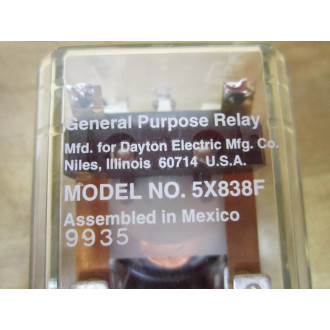 General Purpose Relay
Mfd. for Dayton Electric Mfg. Co.
Niles, Illinois 60714 U.S.A.
MODEL NO. 5X838F
Assembled in Mexico
9935